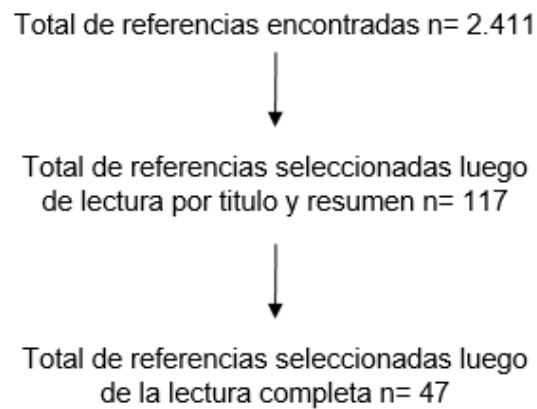 Total de referencias encontradas n= 2.411
Total de referencias seleccionadas luego
de lectura por titulo y resumen n= 117
Total de referencias seleccionadas luego
de la lectura completa n= 47